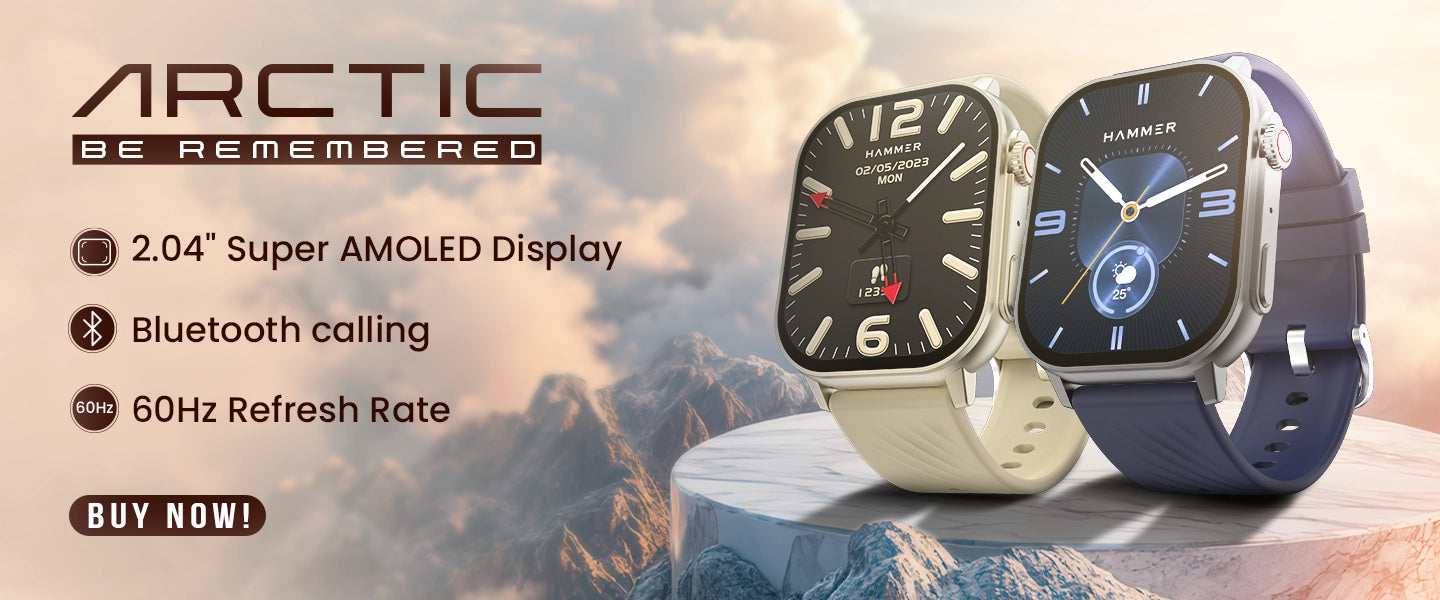 ARCTIC
BE REMEMBERED
2.04" Super AMOLED Display
Bluetooth calling
60Hz
60Hz Refresh Rate
BUY NOW!
12
HAMMER
02/05/2023
MON
6
HAMMER
9
3
25°